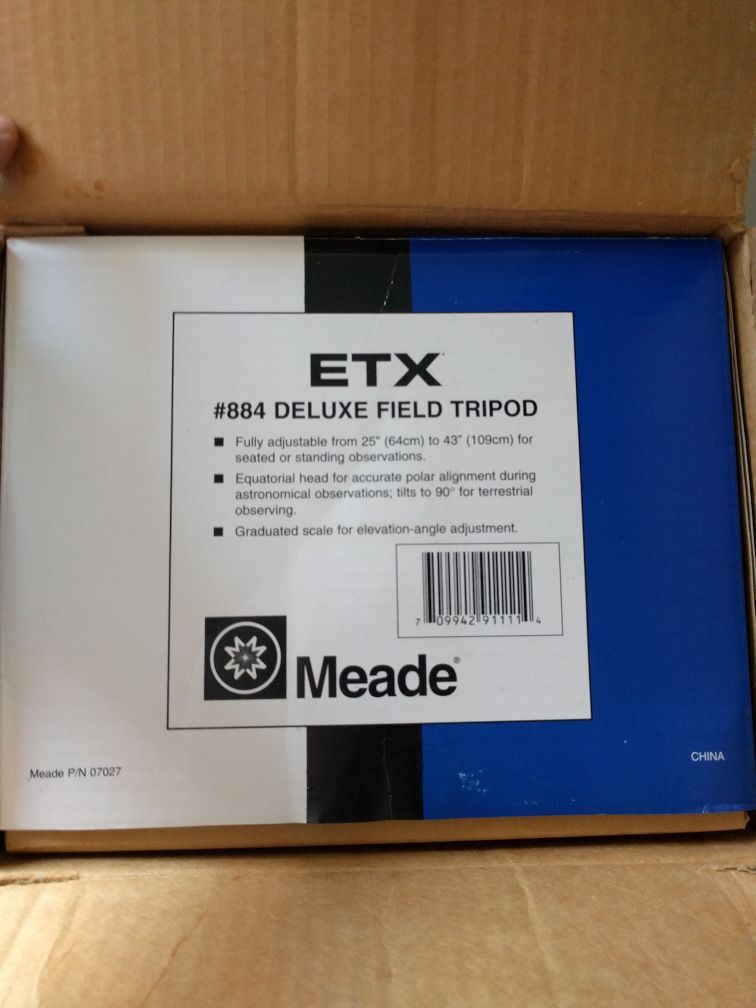 ETX
#884 DELUXE FIELD TRIPOD
■ Fully adjustable from 25" (64cm) to 43" (109cm) for
seated or standing observations.
■ Equatorial head for accurate polar alignment during
astronomical observations; tilts to 90° for terrestrial
observing.
■ Graduated scale for elevation-angle adjustment.
7 09942 91111 4
Meade®
Meade P/N 07027
CHINA